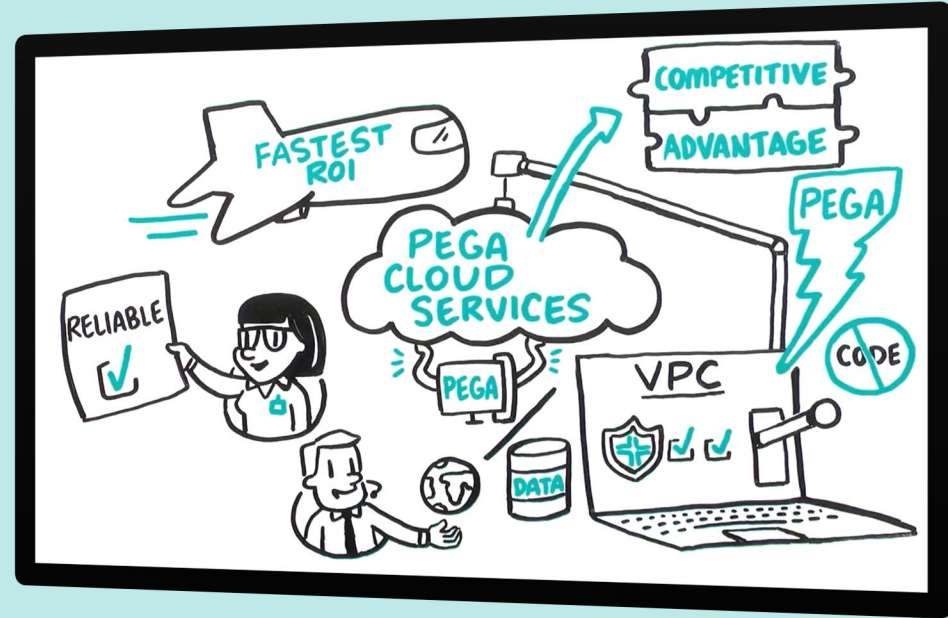 FASTEST
ROI
COMPETITIVE
ADVANTAGE
PEGA
PEGA
CLOUD
SERVICES
RELIABLE
CODE
VPC
PEGA
DATA